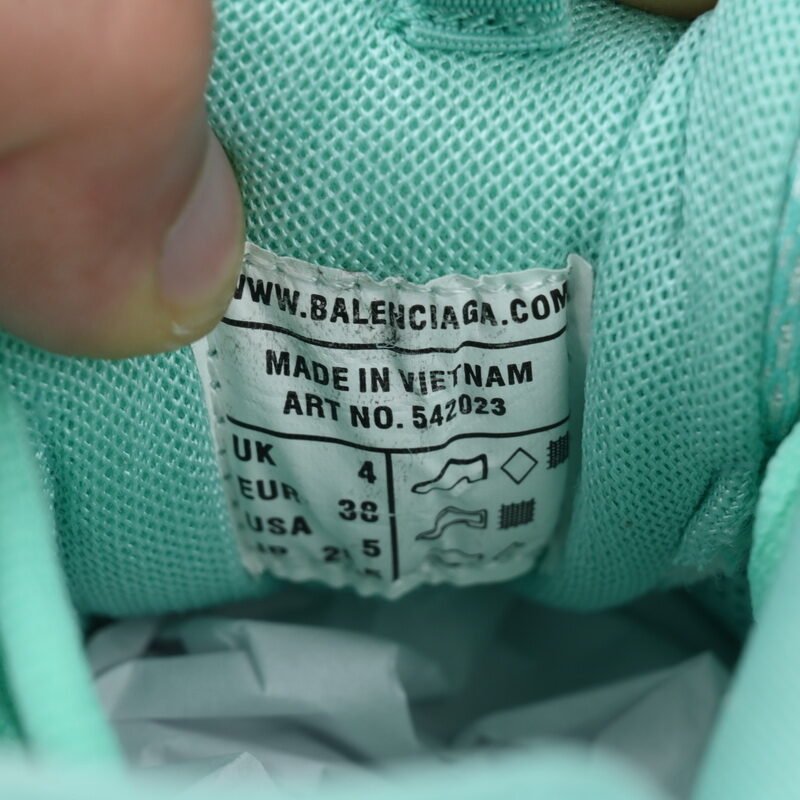 WWW.BALENCIAGA.COM
MADE IN VIETNAM
ART NO. 542023
UK 4
EUR 38
USA 5